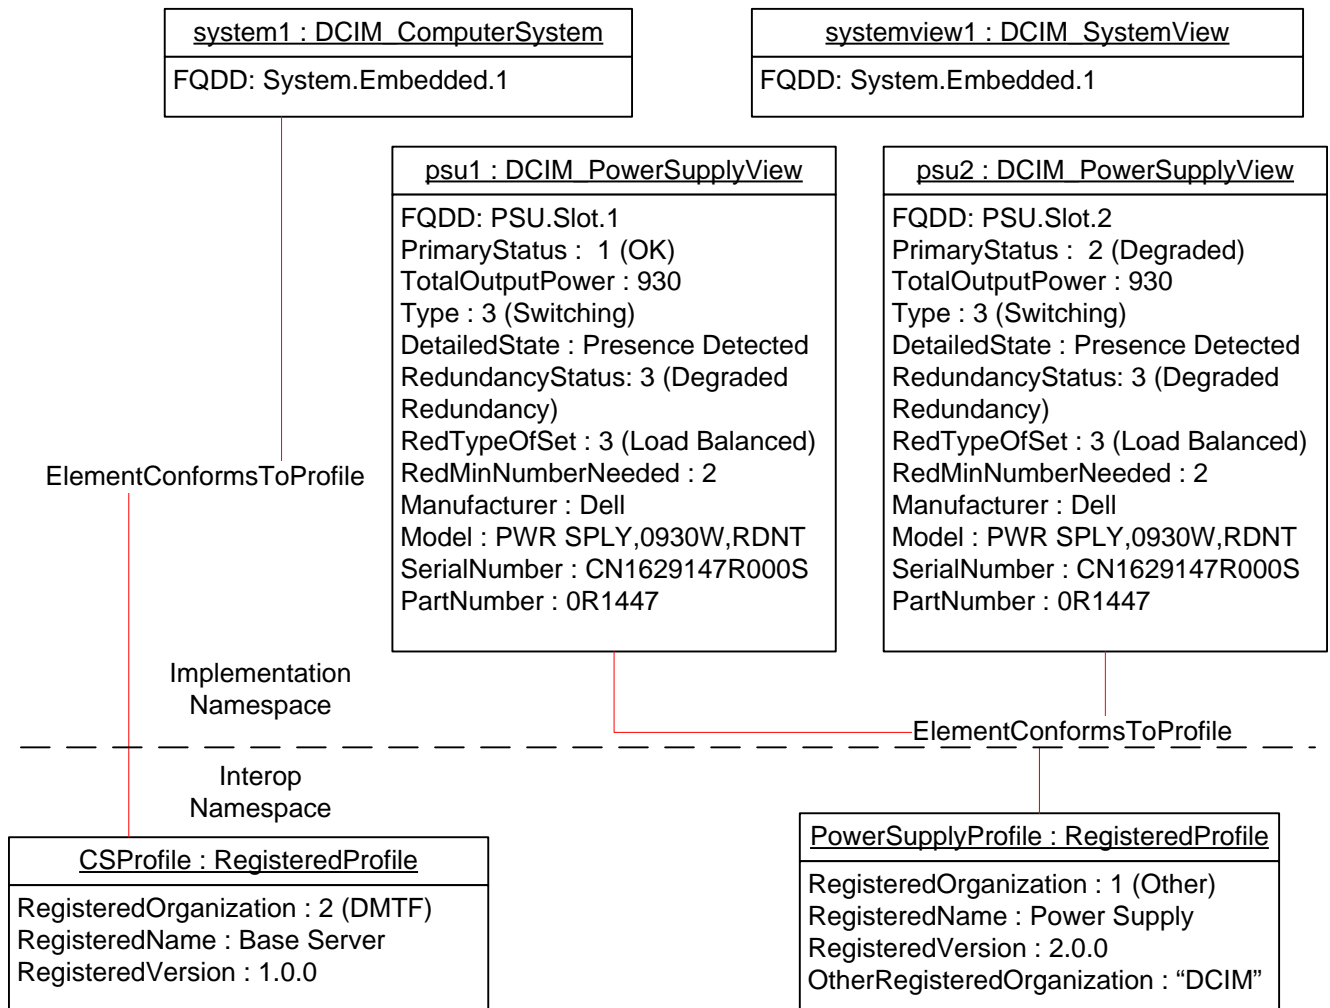 system1 : DCIM_ComputerSystem
FQDD: System.Embedded.1
systemview1 : DCIM_SystemView
FQDD: System.Embedded.1
psu1 : DCIM_PowerSupplyView
FQDD: PSU.Slot.1
PrimaryStatus :  1 (OK)
TotalOutputPower : 930
Type : 3 (Switching)
DetailedState : Presence Detected
RedundancyStatus: 3 (Degraded
Redundancy)
RedTypeOfSet : 3 (Load Balanced)
RedMinNumberNeeded : 2
Manufacturer : Dell
Model : PWR SPLY,0930W,RDNT
SerialNumber : CN1629147R000S
PartNumber : 0R1447
psu2 : DCIM_PowerSupplyView
FQDD: PSU.Slot.2
PrimaryStatus :  2 (Degraded)
TotalOutputPower : 930
Type : 3 (Switching)
DetailedState : Presence Detected
RedundancyStatus: 3 (Degraded
Redundancy)
RedTypeOfSet : 3 (Load Balanced)
RedMinNumberNeeded : 2
Manufacturer : Dell
Model : PWR SPLY,0930W,RDNT
SerialNumber : CN1629147R000S
PartNumber : 0R1447
ElementConformsToProfile
Implementation
Namespace
ElementConformsToProfile
Interop
Namespace
CSProfile : RegisteredProfile
RegisteredOrganization : 2 (DMTF)
RegisteredName : Base Server
RegisteredVersion : 1.0.0
PowerSupplyProfile : RegisteredProfile
RegisteredOrganization : 1 (Other)
RegisteredName : Power Supply
RegisteredVersion : 2.0.0
OtherRegisteredOrganization : “DCIM”